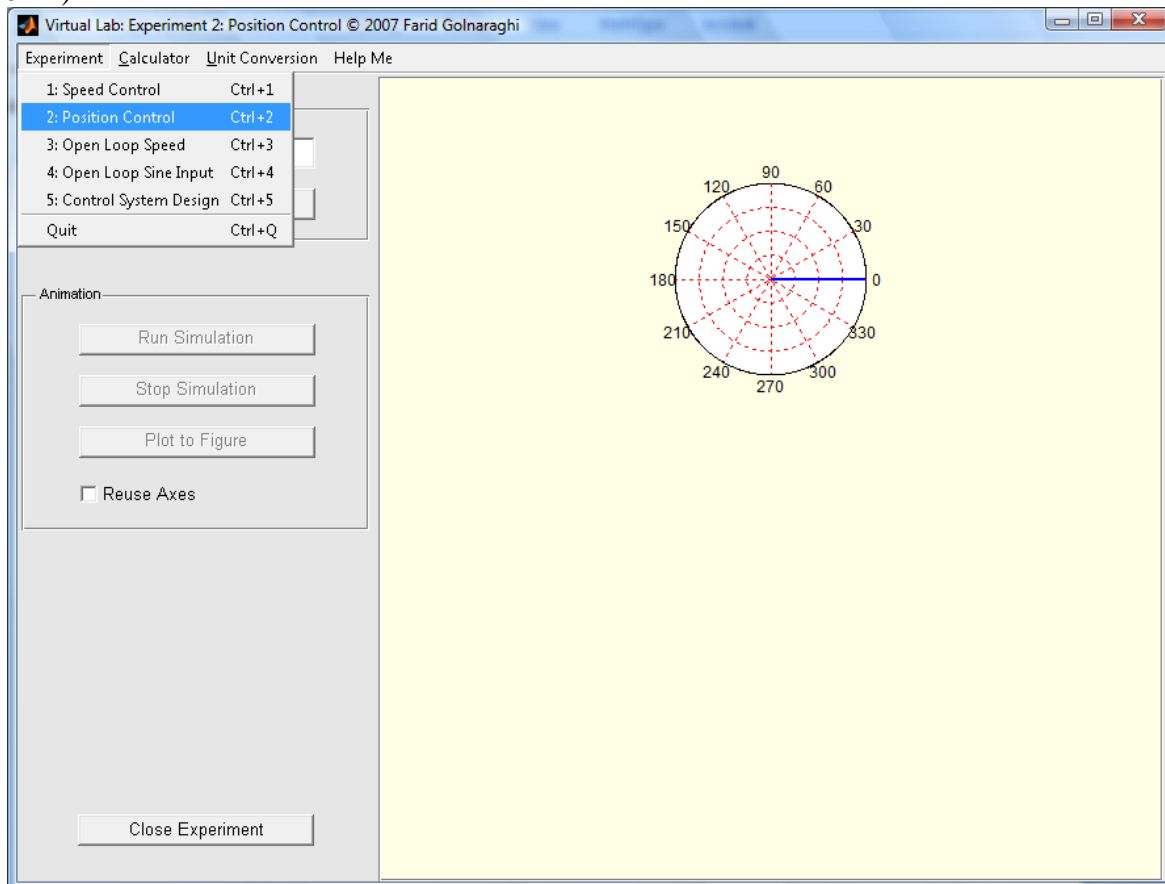 Virtual Lab: Experiment 2: Position Control © 2007 Farid Golnaraghi
Experiment Calculator Unit Conversion Help Me
1: Speed Control Ctrl+1
2: Position Control Ctrl+2
3: Open Loop Speed Ctrl+3
4: Open Loop Sine Input Ctrl+4
5: Control System Design Ctrl+5
Quit Ctrl+Q
Animation
Run Simulation
Stop Simulation
Plot to Figure
Reuse Axes
Close Experiment
90
120 60
150 30
180 0
210 330
240 300
270